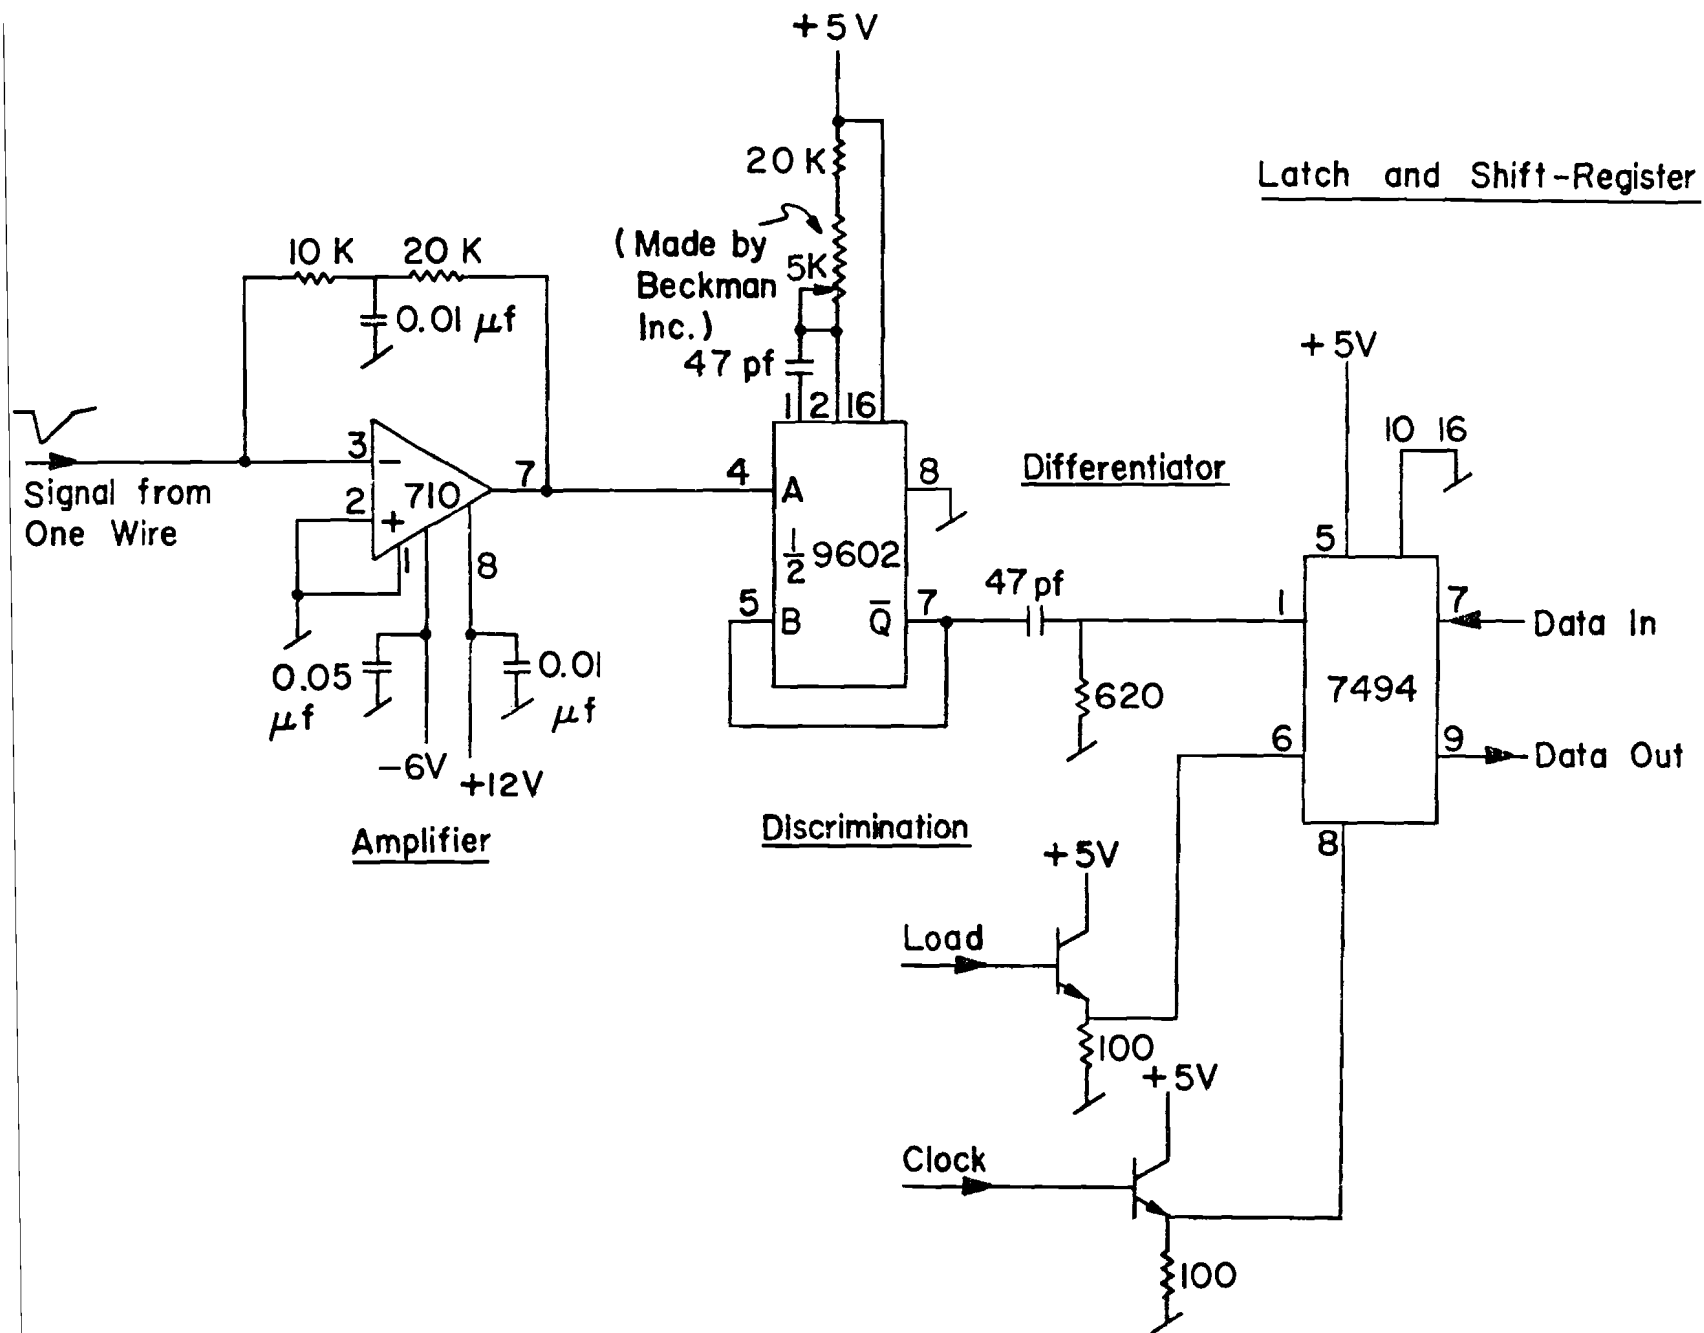 +5V
20 K
Latch and Shift-Register
(Made by
Beckman
Inc.)
5K
10 K
20 K
0.01 μf
47 pf
1
2
16
+5V
10
16
Signal from
One Wire
3
−
2
+
710
7
1
8
4
A
8
Differentiator
1/2 9602
5
B
Q̄
7
47 pf
5
1
7
Data In
7494
620
6
9
Data Out
8
0.05
μf
0.01
μf
-6V
+12V
Amplifier
Discrimination
+5V
Load
100
+5V
Clock
100